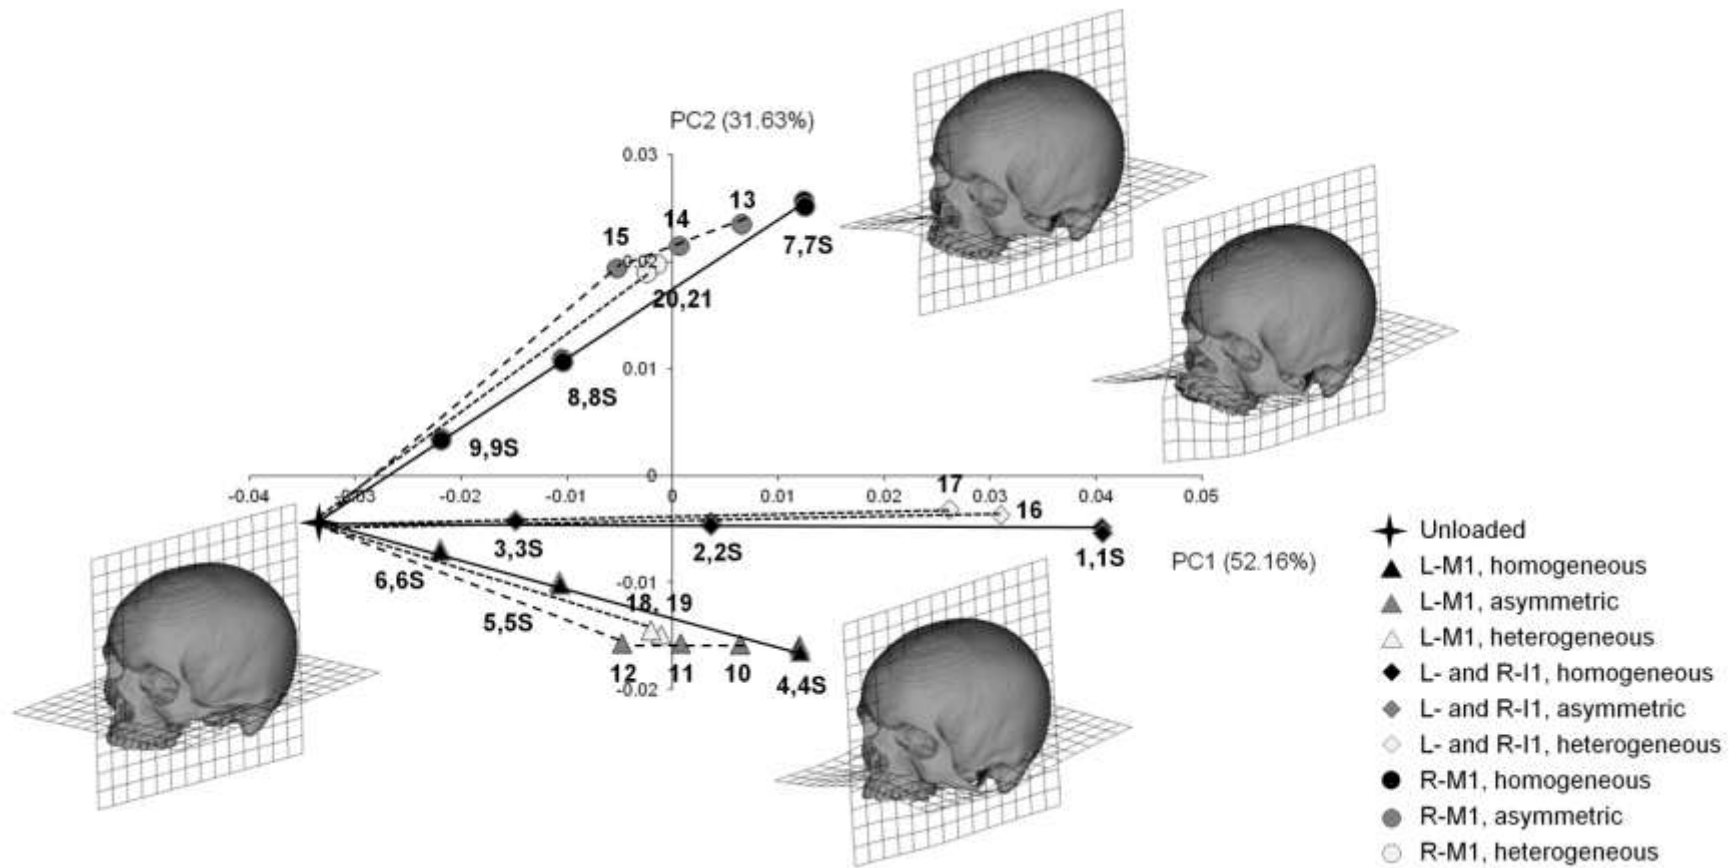 PC2 (31.63%)
0.03
13
14
15
7,7S
0.02
20,21
0.01
8,8S
9,9S
0
-0.04 -0.03 -0.02 -0.01 0 0.01 0.02 0.03 0.04 0.05
17
16
3,3S 2,2S 1,1S
PC1 (52.16%)
6,6S
-0.01
18, 19
5,5S
12 11 10 4,4S
-0.02
Unloaded
L-M1, homogeneous
L-M1, asymmetric
L-M1, heterogeneous
L- and R-I1, homogeneous
L- and R-I1, asymmetric
L- and R-I1, heterogeneous
R-M1, homogeneous
R-M1, asymmetric
R-M1, heterogeneous